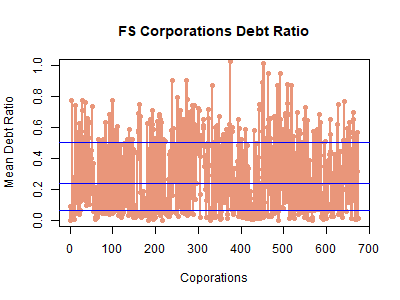 FS Corporations Debt Ratio
Mean Debt Ratio
0.0 0.2 0.4 0.6 0.8 1.0
0 100 200 300 400 500 600 700
Coporations